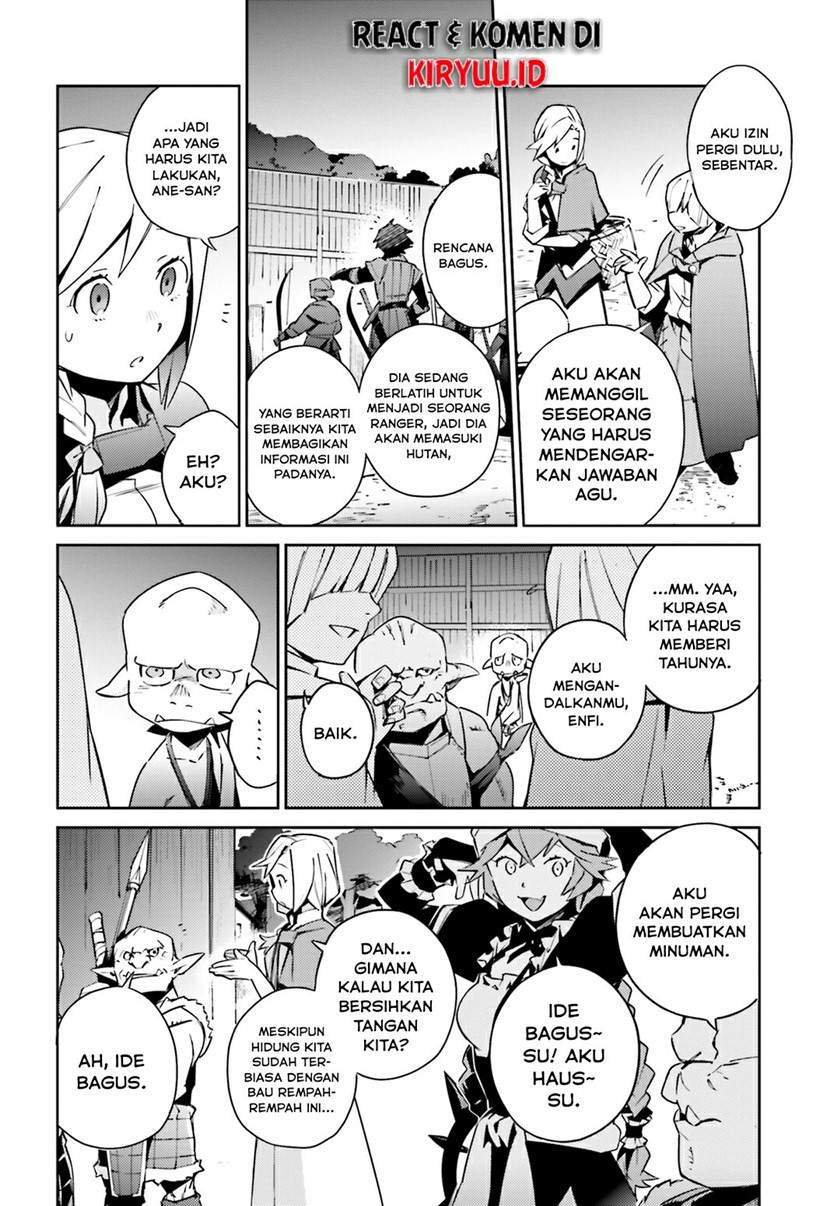 REACT & KOMEN DI
KIRYUU.ID
AKU IZIN
PERGI DULU,
SEBENTAR.
AKU AKAN
MEMANGGIL
SESEORANG
YANG HARUS
MENDENGAR-
KAN JAWABAN
AGU.
RENCANA
BAGUS.
DIA SEDANG
BERLATIH UNTUK
MENJADI SEORANG
RANGER, JADI DIA
AKAN MEMASUKI
HUTAN,
YANG BERARTI
SEBAIKNYA KITA
MEMBAGIKAN
INFORMASI INI
PADANYA.
...JADI
APA YANG
HARUS KITA
LAKUKAN,
ANE-SAN?
EH?
AKU?
...MM. YAA,
KURASA
KITA HARUS
MEMBERI
TAHUNYA.
AKU
MENGAN-
DALKANMU,
ENFI.
BAIK.
......
AKU
AKAN PERGI
MEMBUATKAN
MINUMAN.
IDE
BAGUS~
SU! AKU
HAUS~
SU.
DAN...
GIMANA
KALAU KITA
BERSIHKAN
TANGAN
KITA?
MESKIPUN
HIDUNG KITA
SUDAH TER-
BIASA DENGAN
BAU REMPAH-
REMPAH INI...
AH, IDE
BAGUS.